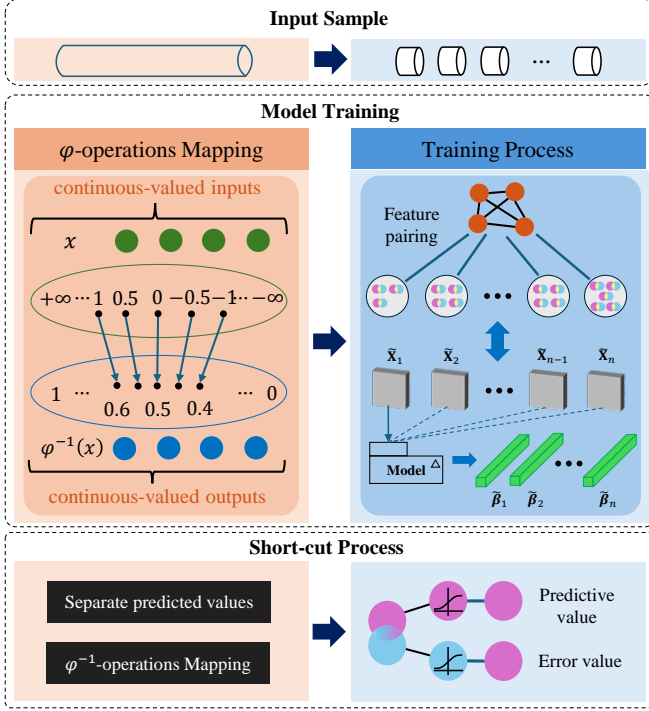 Input Sample
...
Model Training
φ-operations Mapping
Training Process
continuous-valued inputs
x
Feature
pairing
+∞ ··· 1 0.5 0 −0.5 −1 ··· −∞
1 ··· 0.6 0.5 0.4 ··· 0
φ⁻¹(x)
continuous-valued outputs
X̃₁ X̃₂ X̃ₙ₋₁ X̃ₙ
Model
β̃₁ β̃₂ β̃ₙ
Short-cut Process
Separate predicted values
φ⁻¹-operations Mapping
Predictive
value
Error value